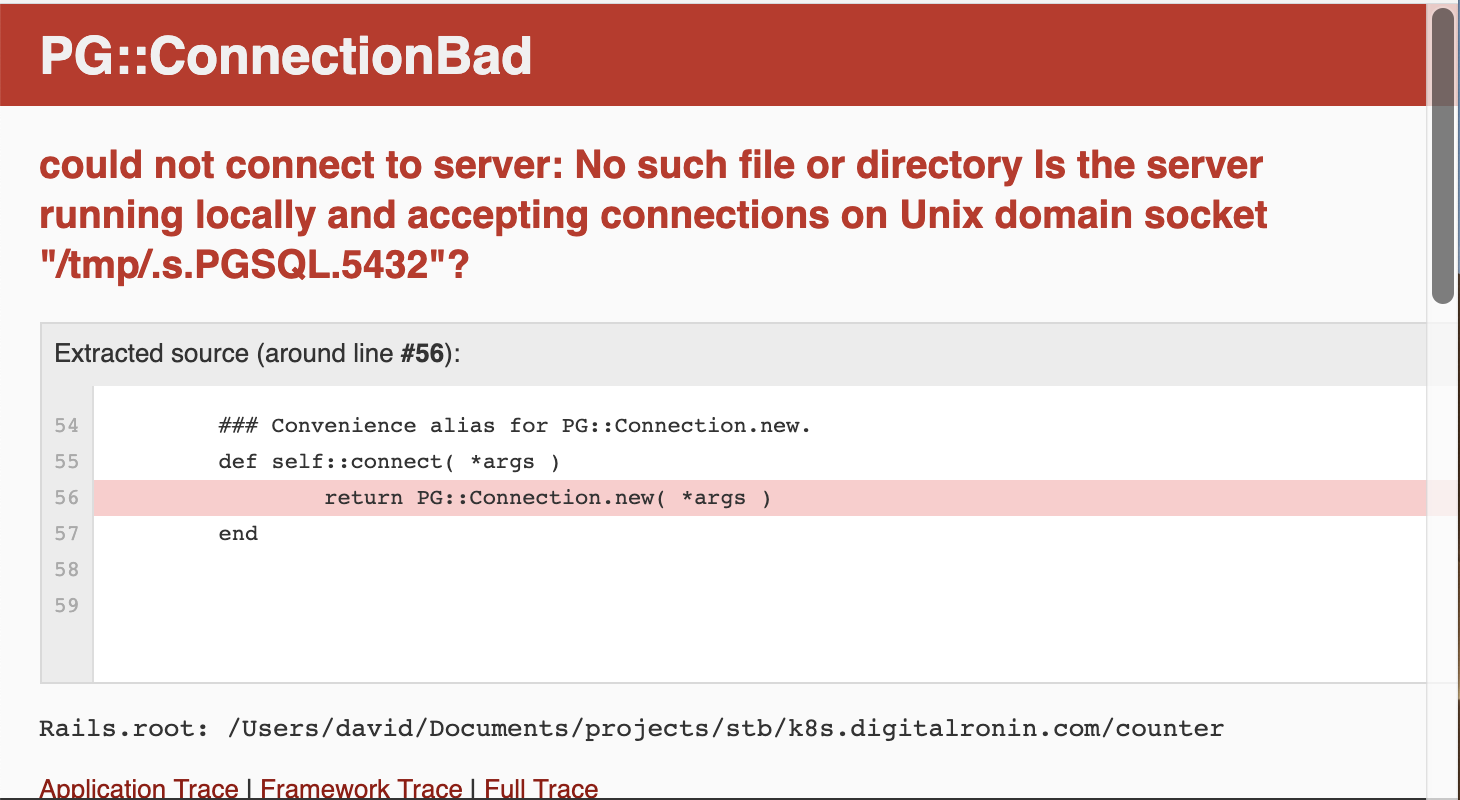 PG::ConnectionBad
could not connect to server: No such file or directory Is the server
running locally and accepting connections on Unix domain socket
"/tmp/.s.PGSQL.5432"?
Extracted source (around line #56):
54 ### Convenience alias for PG::Connection.new.
55 def self::connect( *args )
56 return PG::Connection.new( *args )
57 end
58
59
Rails.root: /Users/david/Documents/projects/stb/k8s.digitalronin.com/counter
Application Trace | Framework Trace | Full Trace